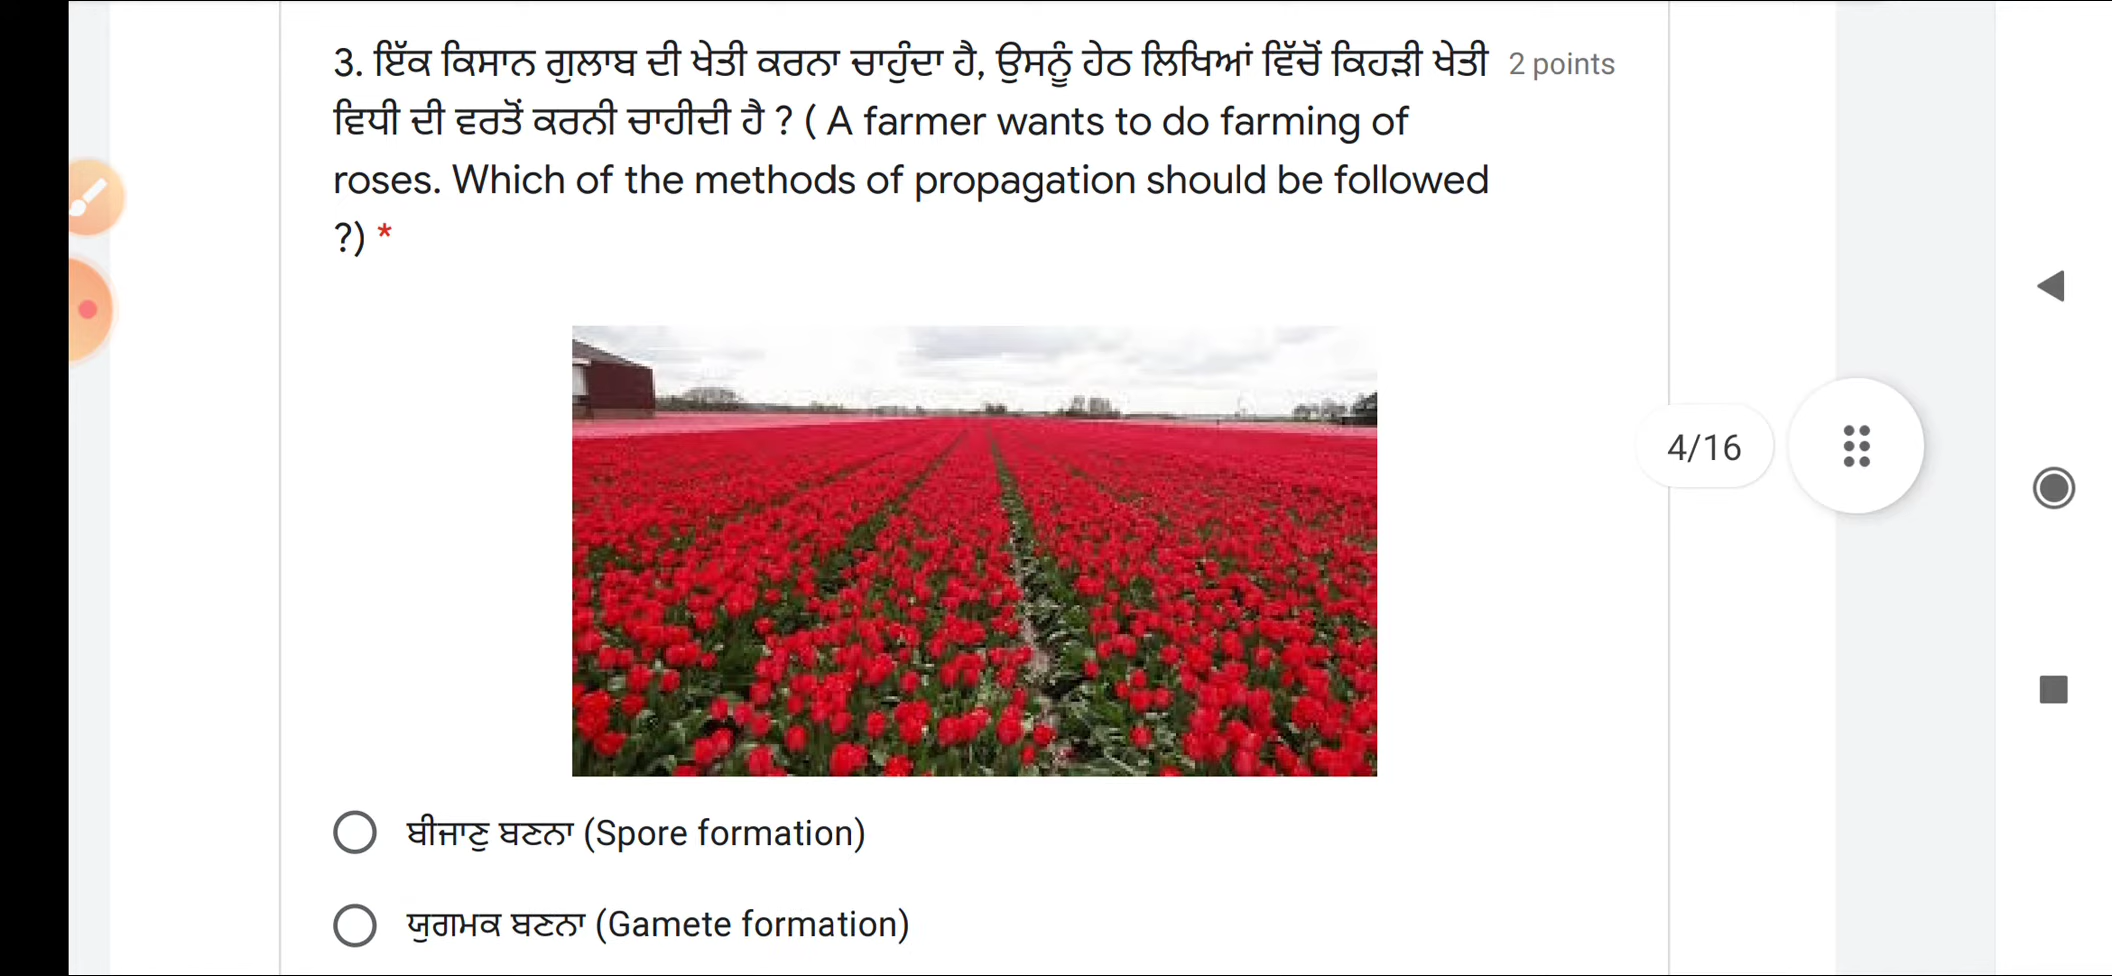 3. ਇੱਕ ਕਿਸਾਨ ਗੁਲਾਬ ਦੀ ਖੇਤੀ ਕਰਨਾ ਚਾਹੁੰਦਾ ਹੈ, ਉਸਨੂੰ ਹੇਠ ਲਿਖਿਆਂ ਵਿੱਚੋਂ ਕਿਹੜੀ ਖੇਤੀ 2 points
ਵਿਧੀ ਦੀ ਵਰਤੋਂ ਕਰਨੀ ਚਾਹੀਦੀ ਹੈ ? ( A farmer wants to do farming of
roses. Which of the methods of propagation should be followed
?) *
4/16
ਬੀਜਾਣੂ ਬਣਨਾ (Spore formation)
ਯੁਗਮਕ ਬਣਨਾ (Gamete formation)